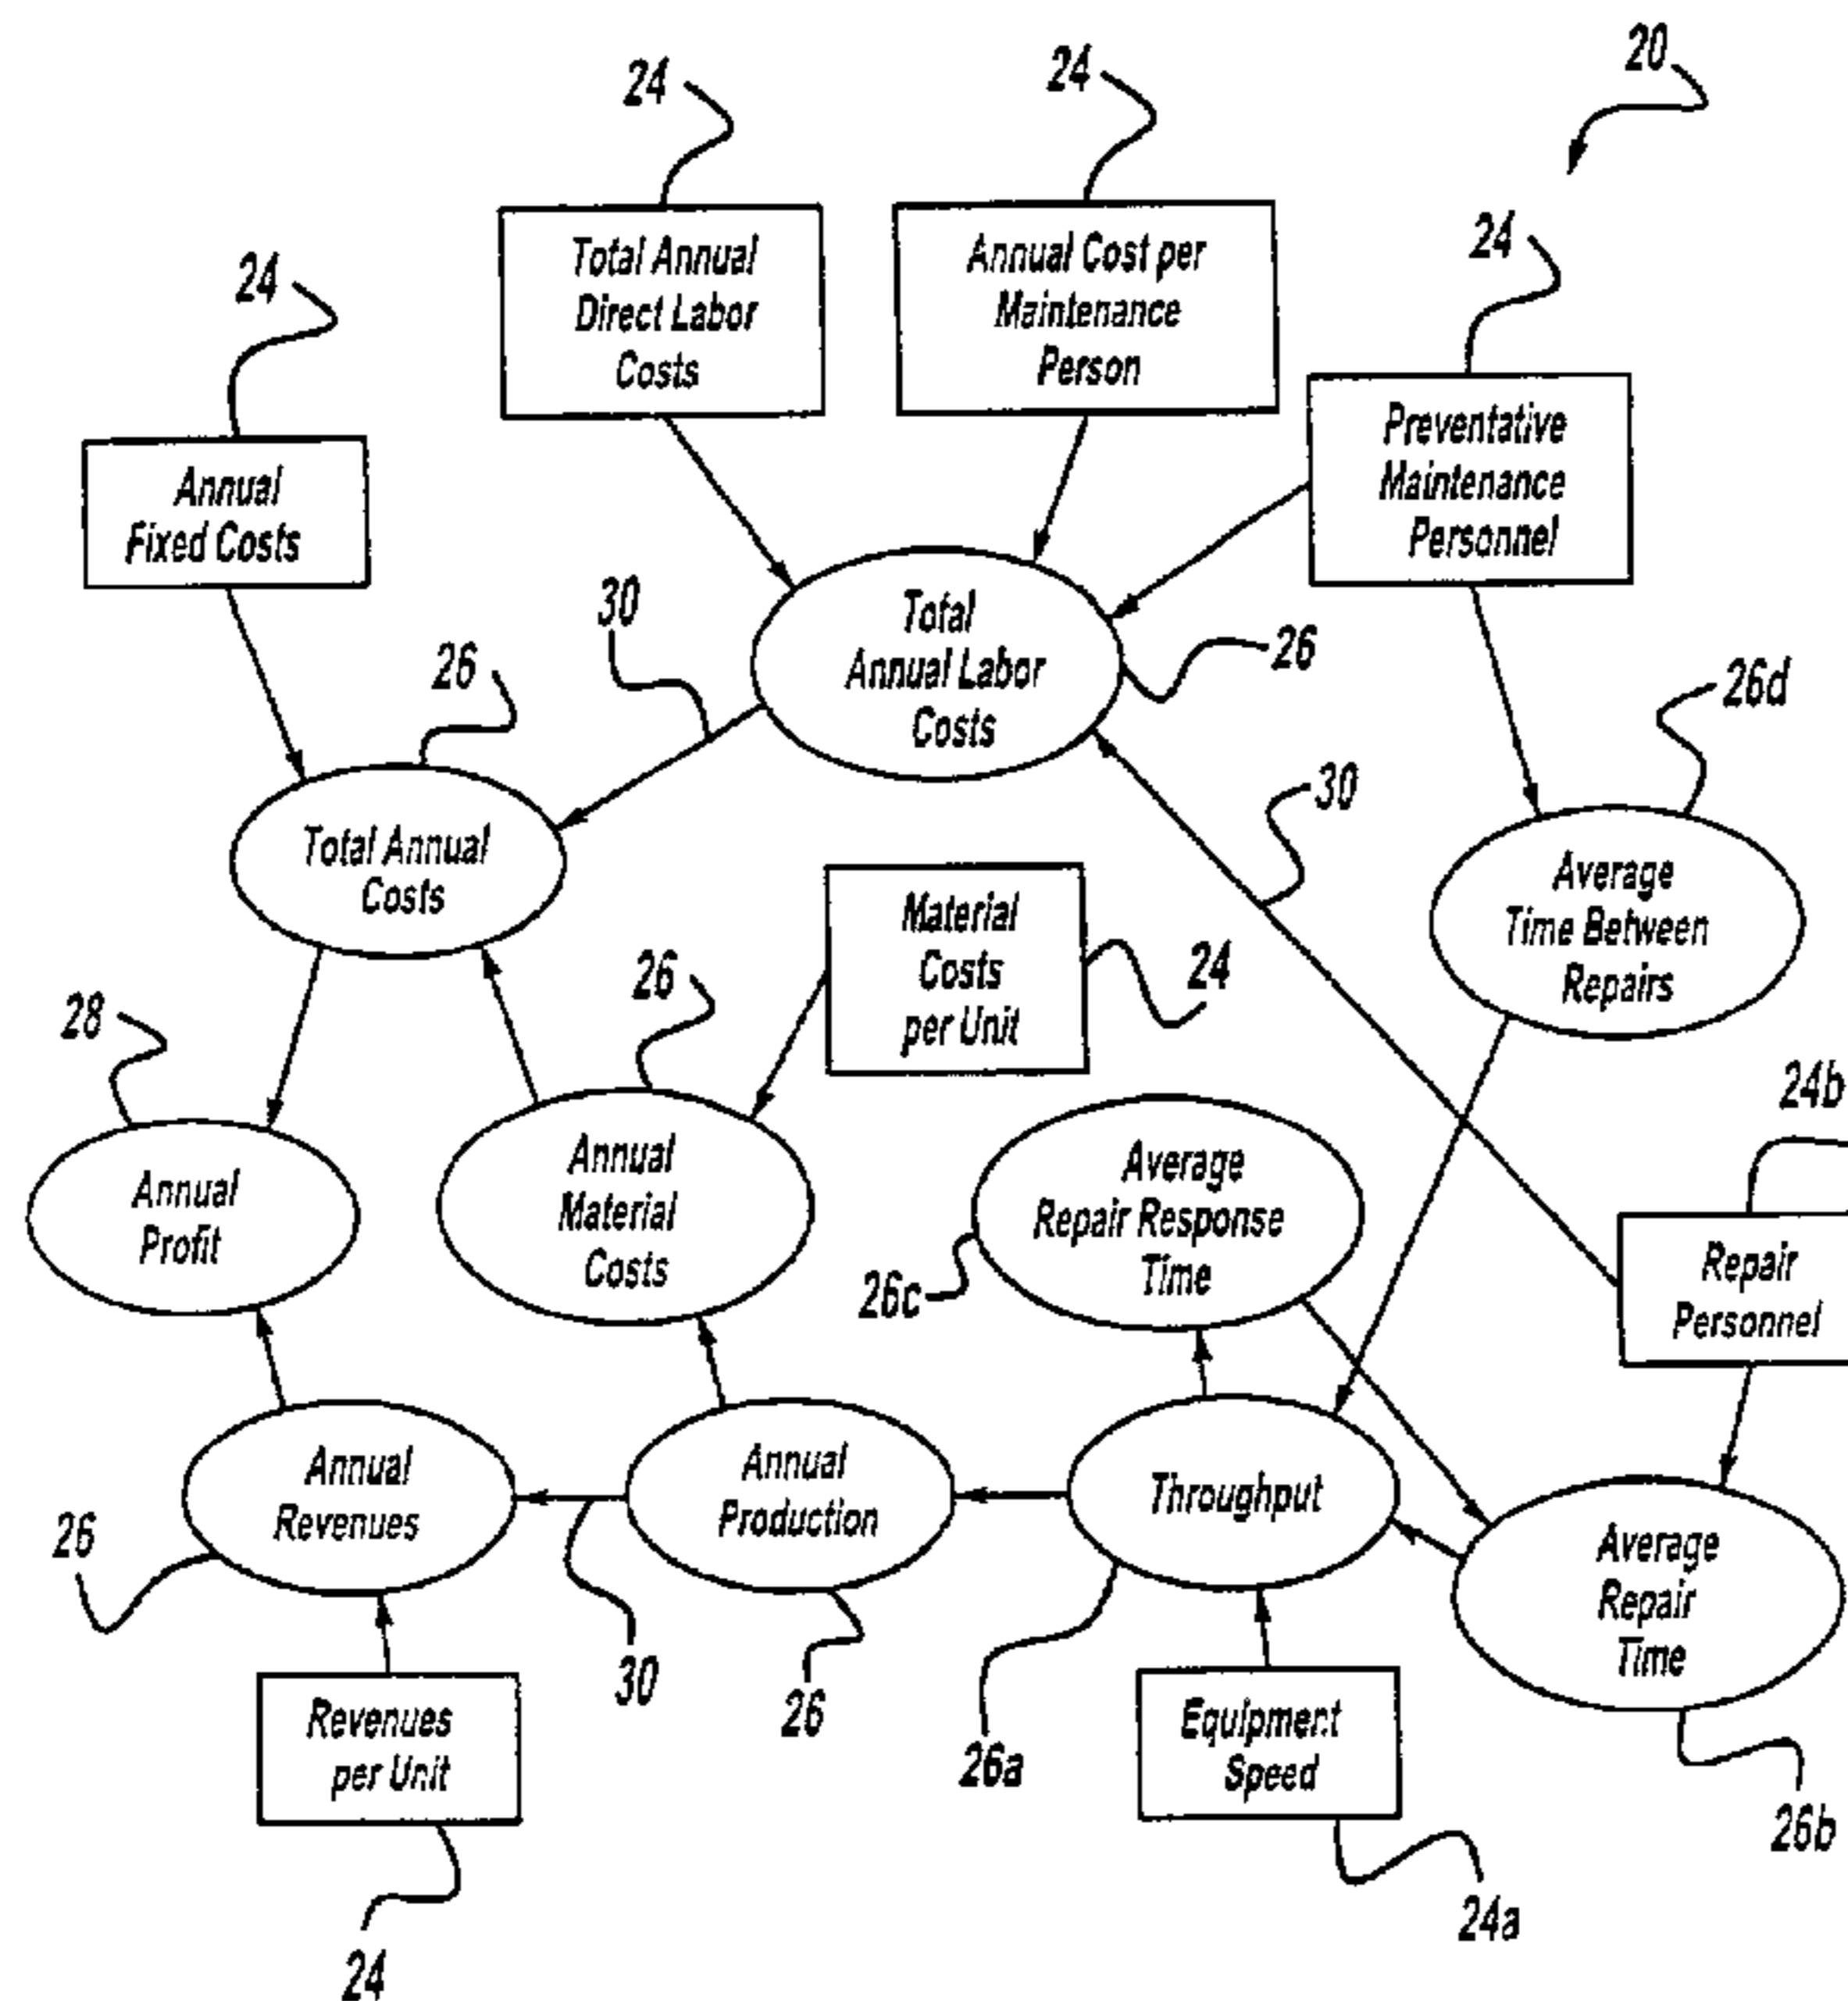 20
24
24
24
24
Total Annual
Direct Labor
Costs
Annual Cost per
Maintenance
Person
Preventative
Maintenance
Personnel
Annual
Fixed Costs
30
26
Total
Annual Labor
Costs
26
26d
Total Annual
Costs
30
Average
Time Between
Repairs
Material
Costs
per Unit
24
26
28
24b
Annual
Profit
Annual
Material
Costs
Average
Repair Response
Time
26c
Repair
Personnel
Annual
Revenues
Annual
Production
Throughput
Average
Repair
Time
26
30
26
26a
Revenues
per Unit
Equipment
Speed
26b
24
24a